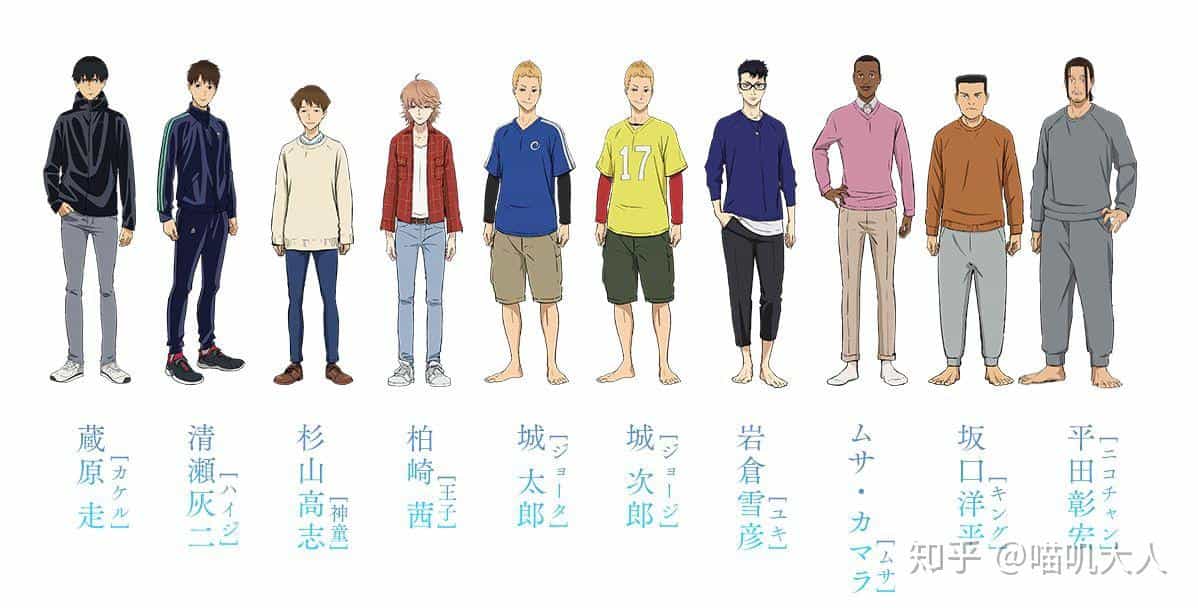 蔵原 走
[カケル]
清瀬灰二
[ハイジ]
杉山高志
[神童]
柏崎 茜
[王子]
城 太郎
[ジョータ]
城 次郎
[ジョージ]
岩倉雪彦
[ユキ]
ムサ・カマラ
[ムサ]
坂口洋平
[キング]
平田彰宏
[ニコチャン]
17
知乎 @喵叽大人